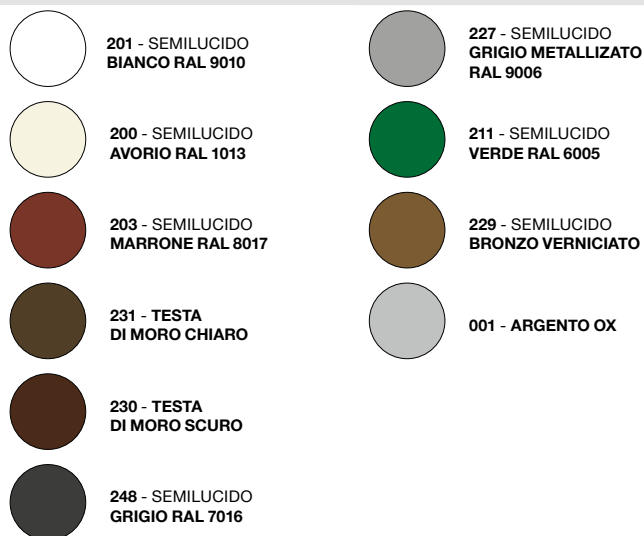 201 - SEMILUCIDO
BIANCO RAL 9010
200 - SEMILUCIDO
AVORIO RAL 1013
203 - SEMILUCIDO
MARRONE RAL 8017
231 - TESTA
DI MORO CHIARO
230 - TESTA
DI MORO SCURO
248 - SEMILUCIDO
GRIGIO RAL 7016
227 - SEMILUCIDO
GRIGIO METALLIZATO
RAL 9006
211 - SEMILUCIDO
VERDE RAL 6005
229 - SEMILUCIDO
BRONZO VERNICIATO
001 - ARGENTO OX